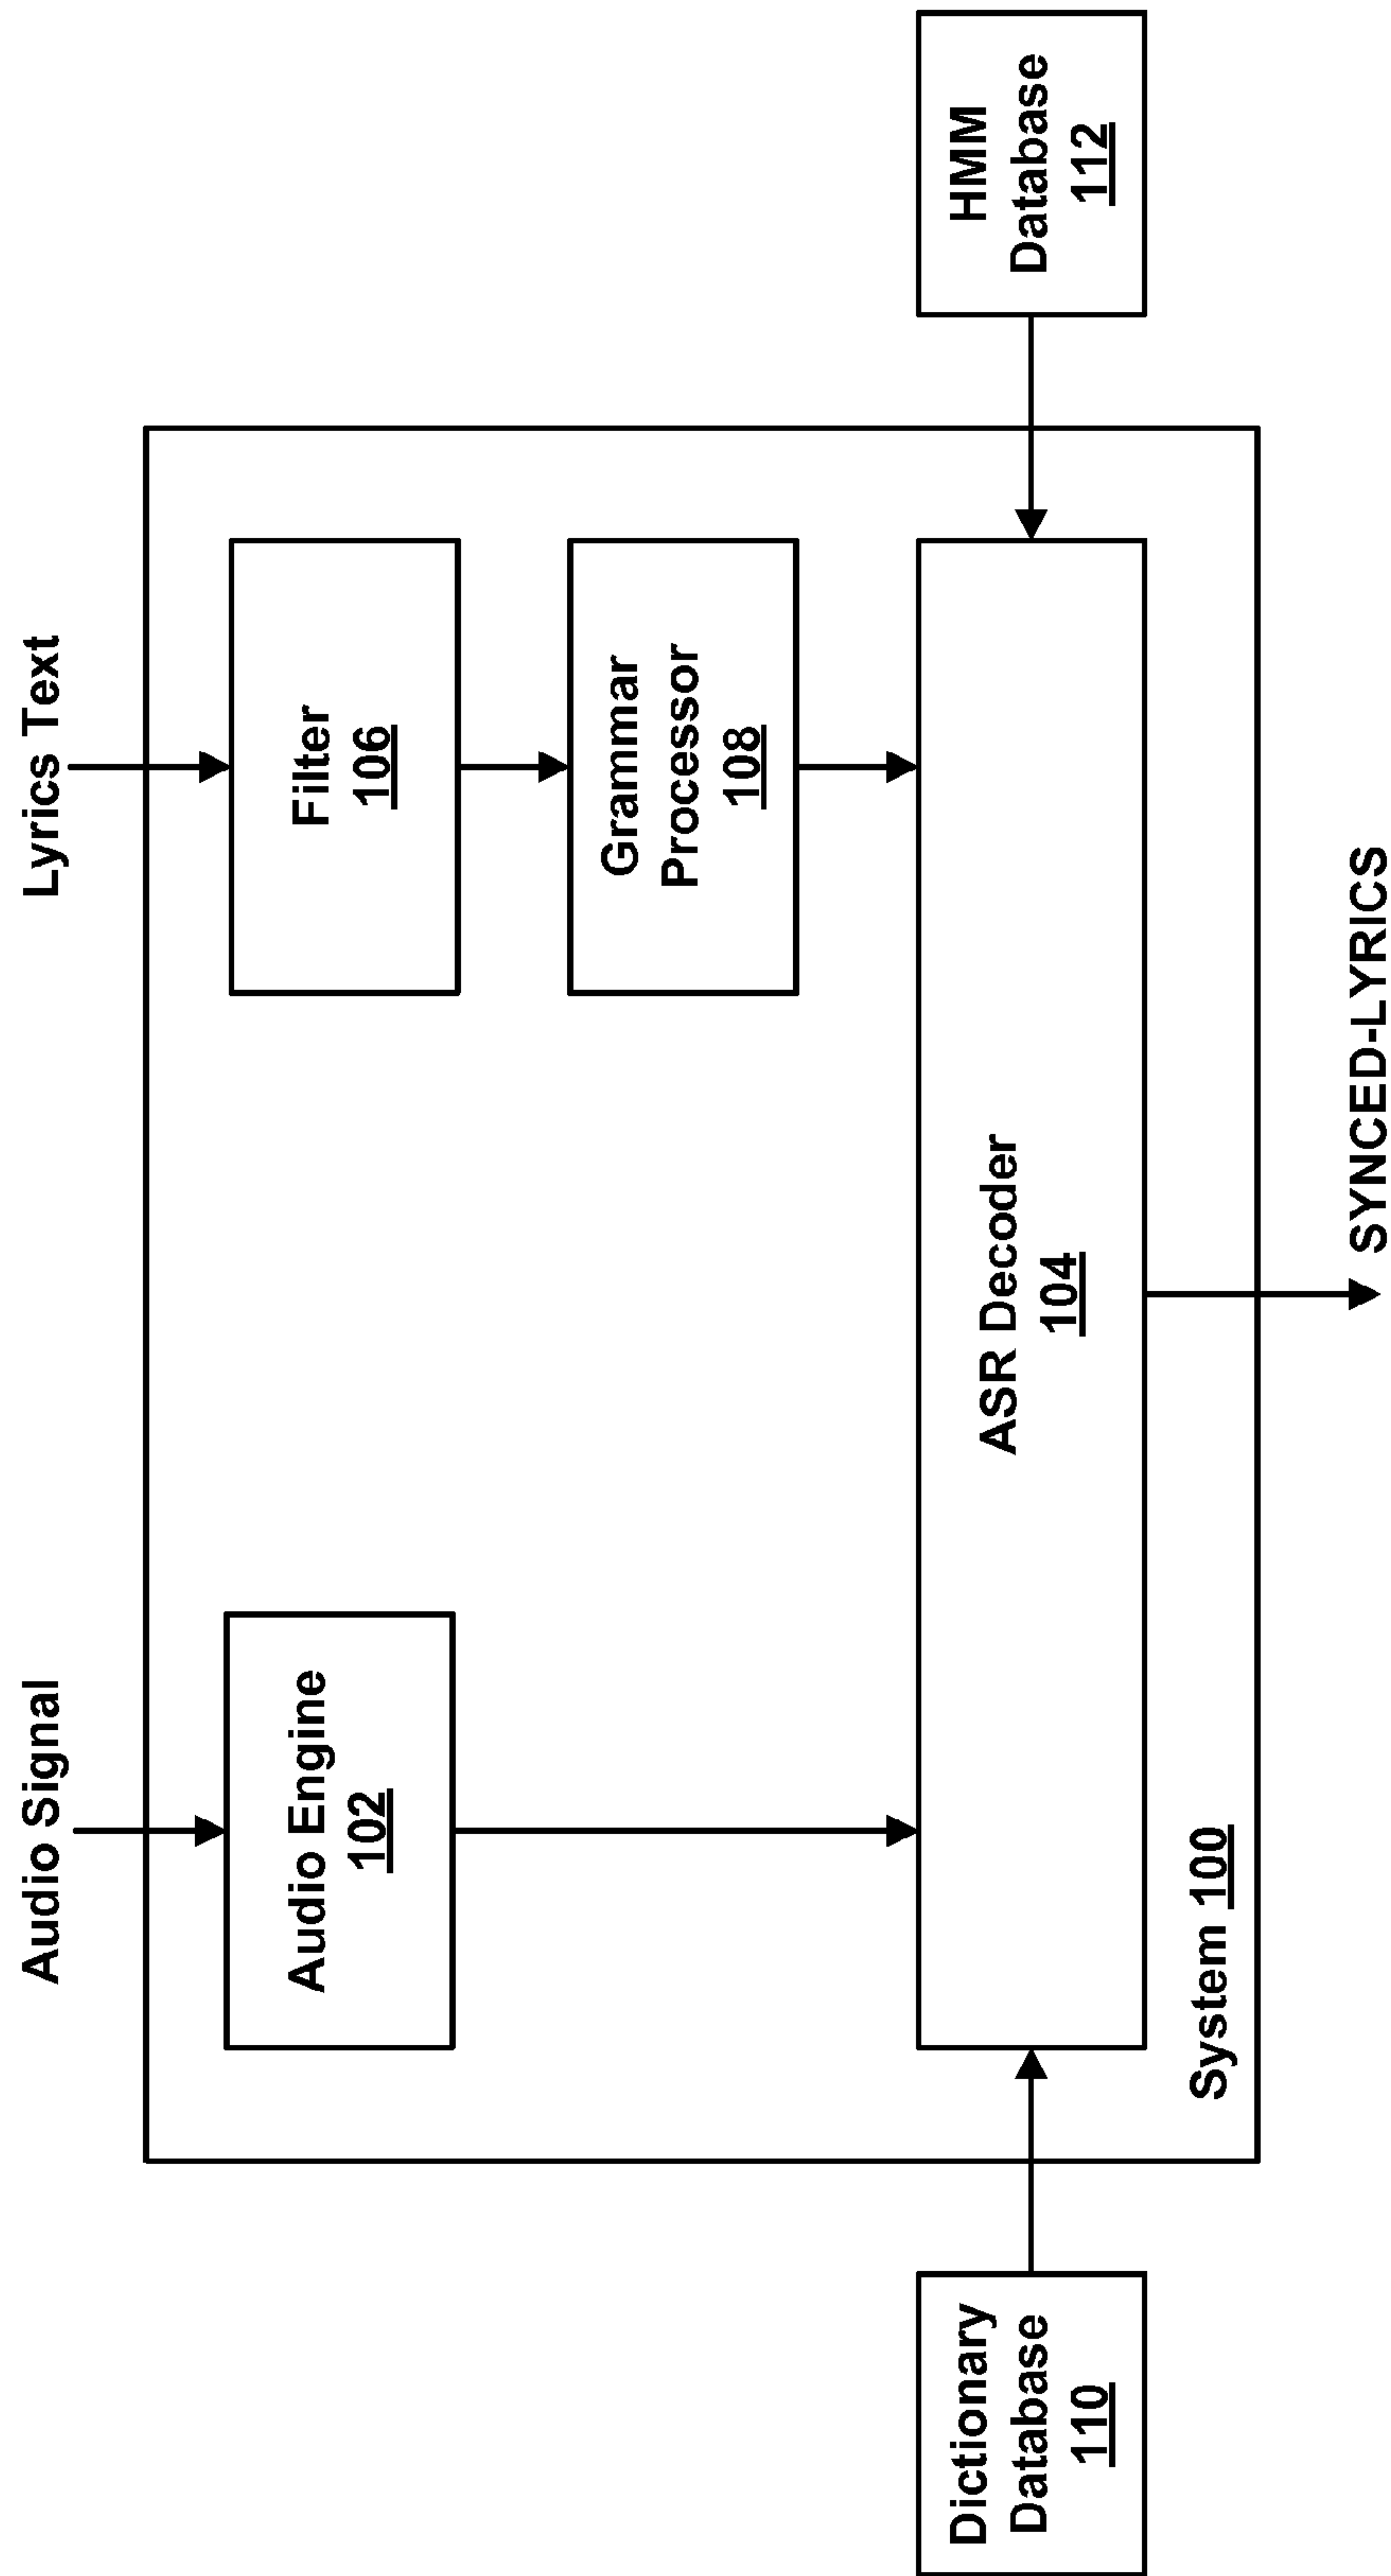 Audio Signal
Lyrics Text
Audio Engine
102
Filter
106
Grammar
Processor
108
Dictionary
Database
110
ASR Decoder
104
HMM
Database
112
System 100
SYNCED-LYRICS